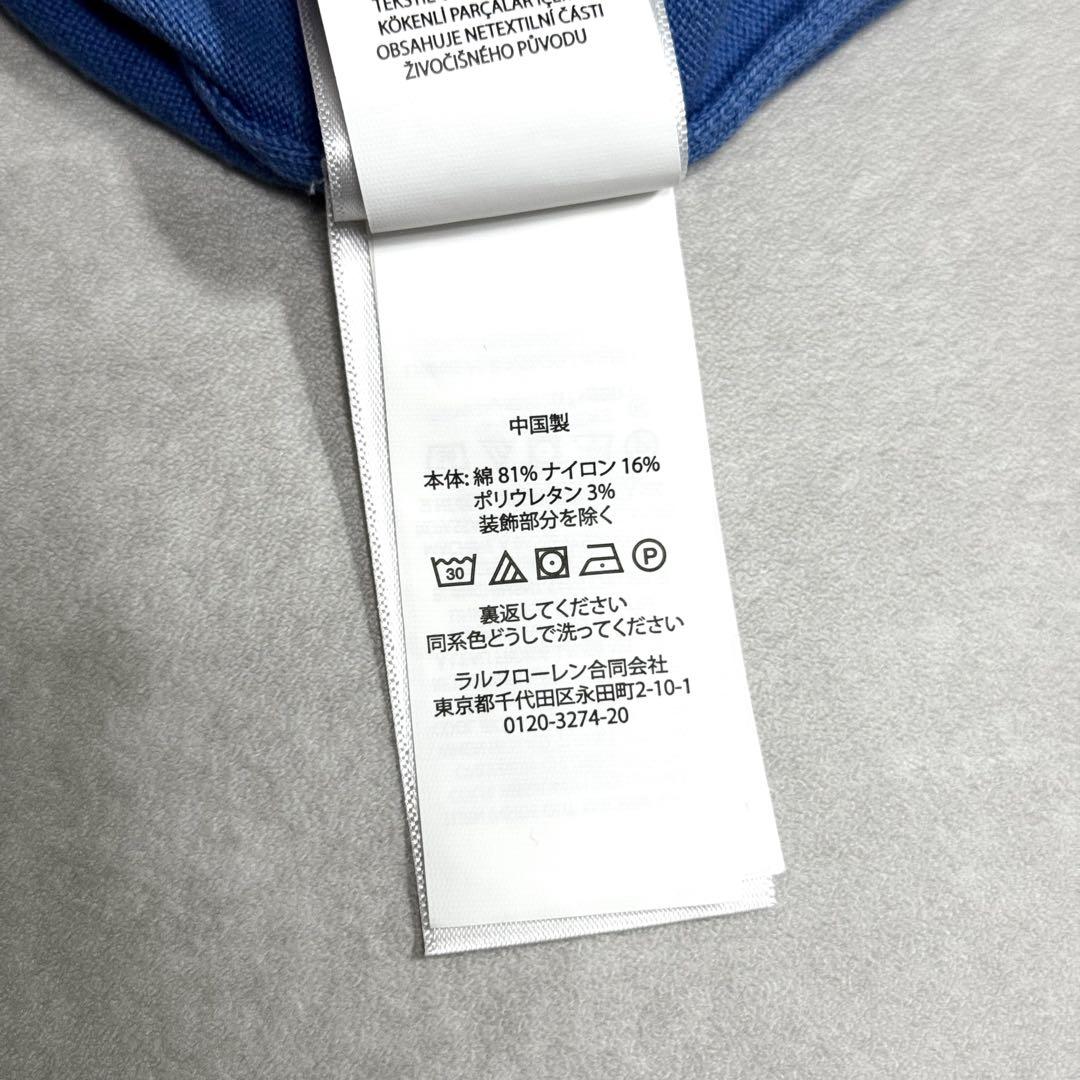 KÖKENLİ PARÇALAR
OBSAHUJE NETEXTILNÍ ČÁSTI
ŽIVOČIŠNÉHO PŮVODU
中国製
本体: 綿 81% ナイロン 16%
ポリウレタン 3%
装飾部分を除く
30 P
裏返してください
同系色どうしで洗ってください
ラルフローレン合同会社
東京都千代田区永田町2-10-1
0120-3274-20